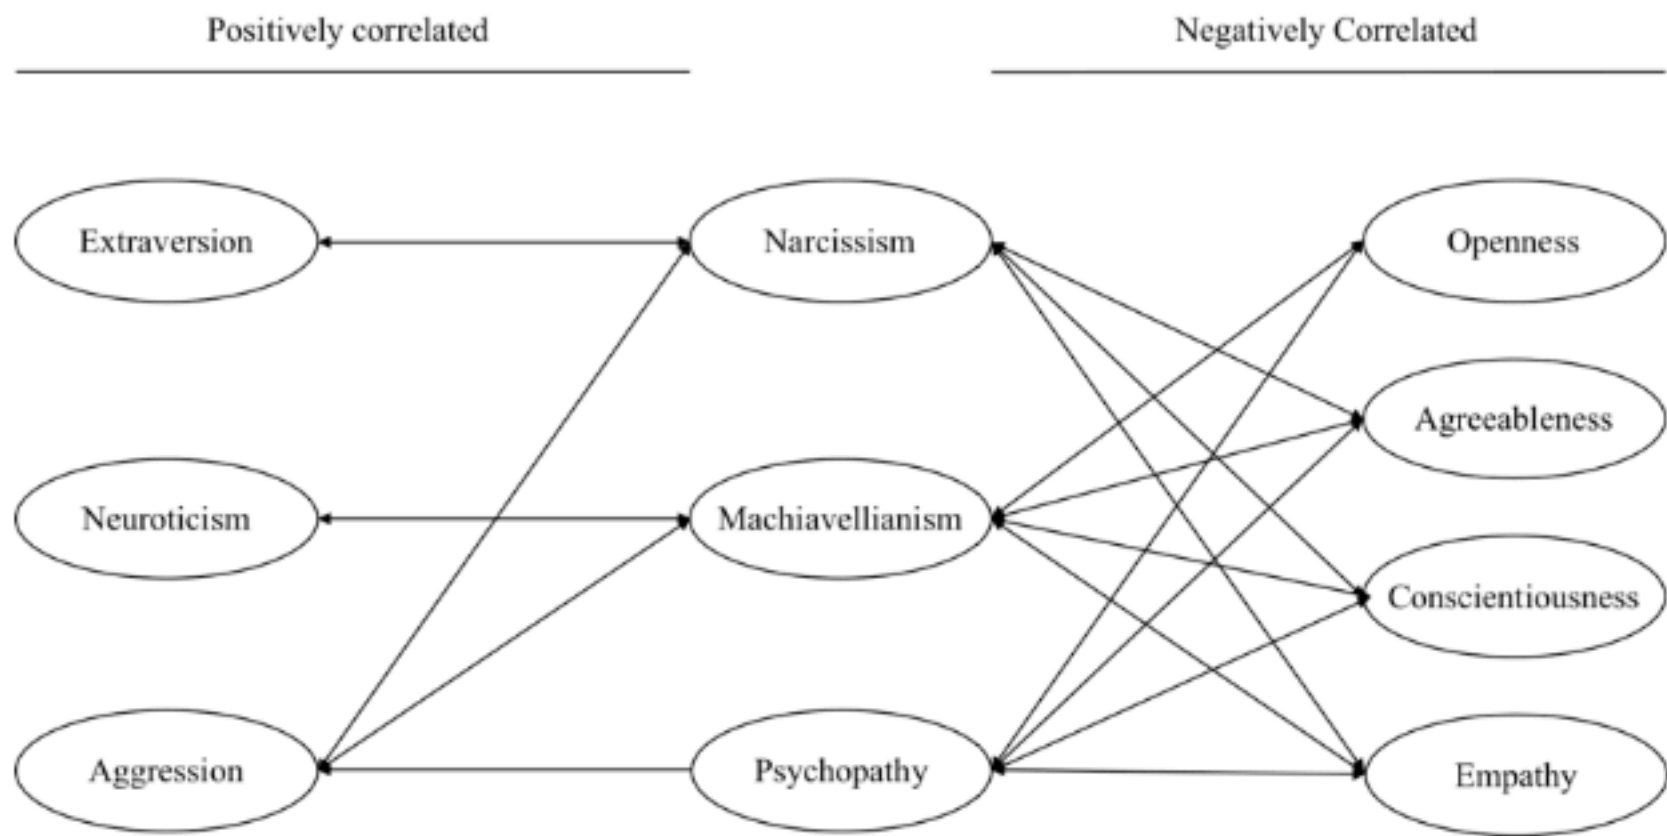 Positively correlated
Negatively Correlated
Extraversion
Narcissism
Openness
Agreeableness
Neuroticism
Machiavellianism
Conscientiousness
Aggression
Psychopathy
Empathy